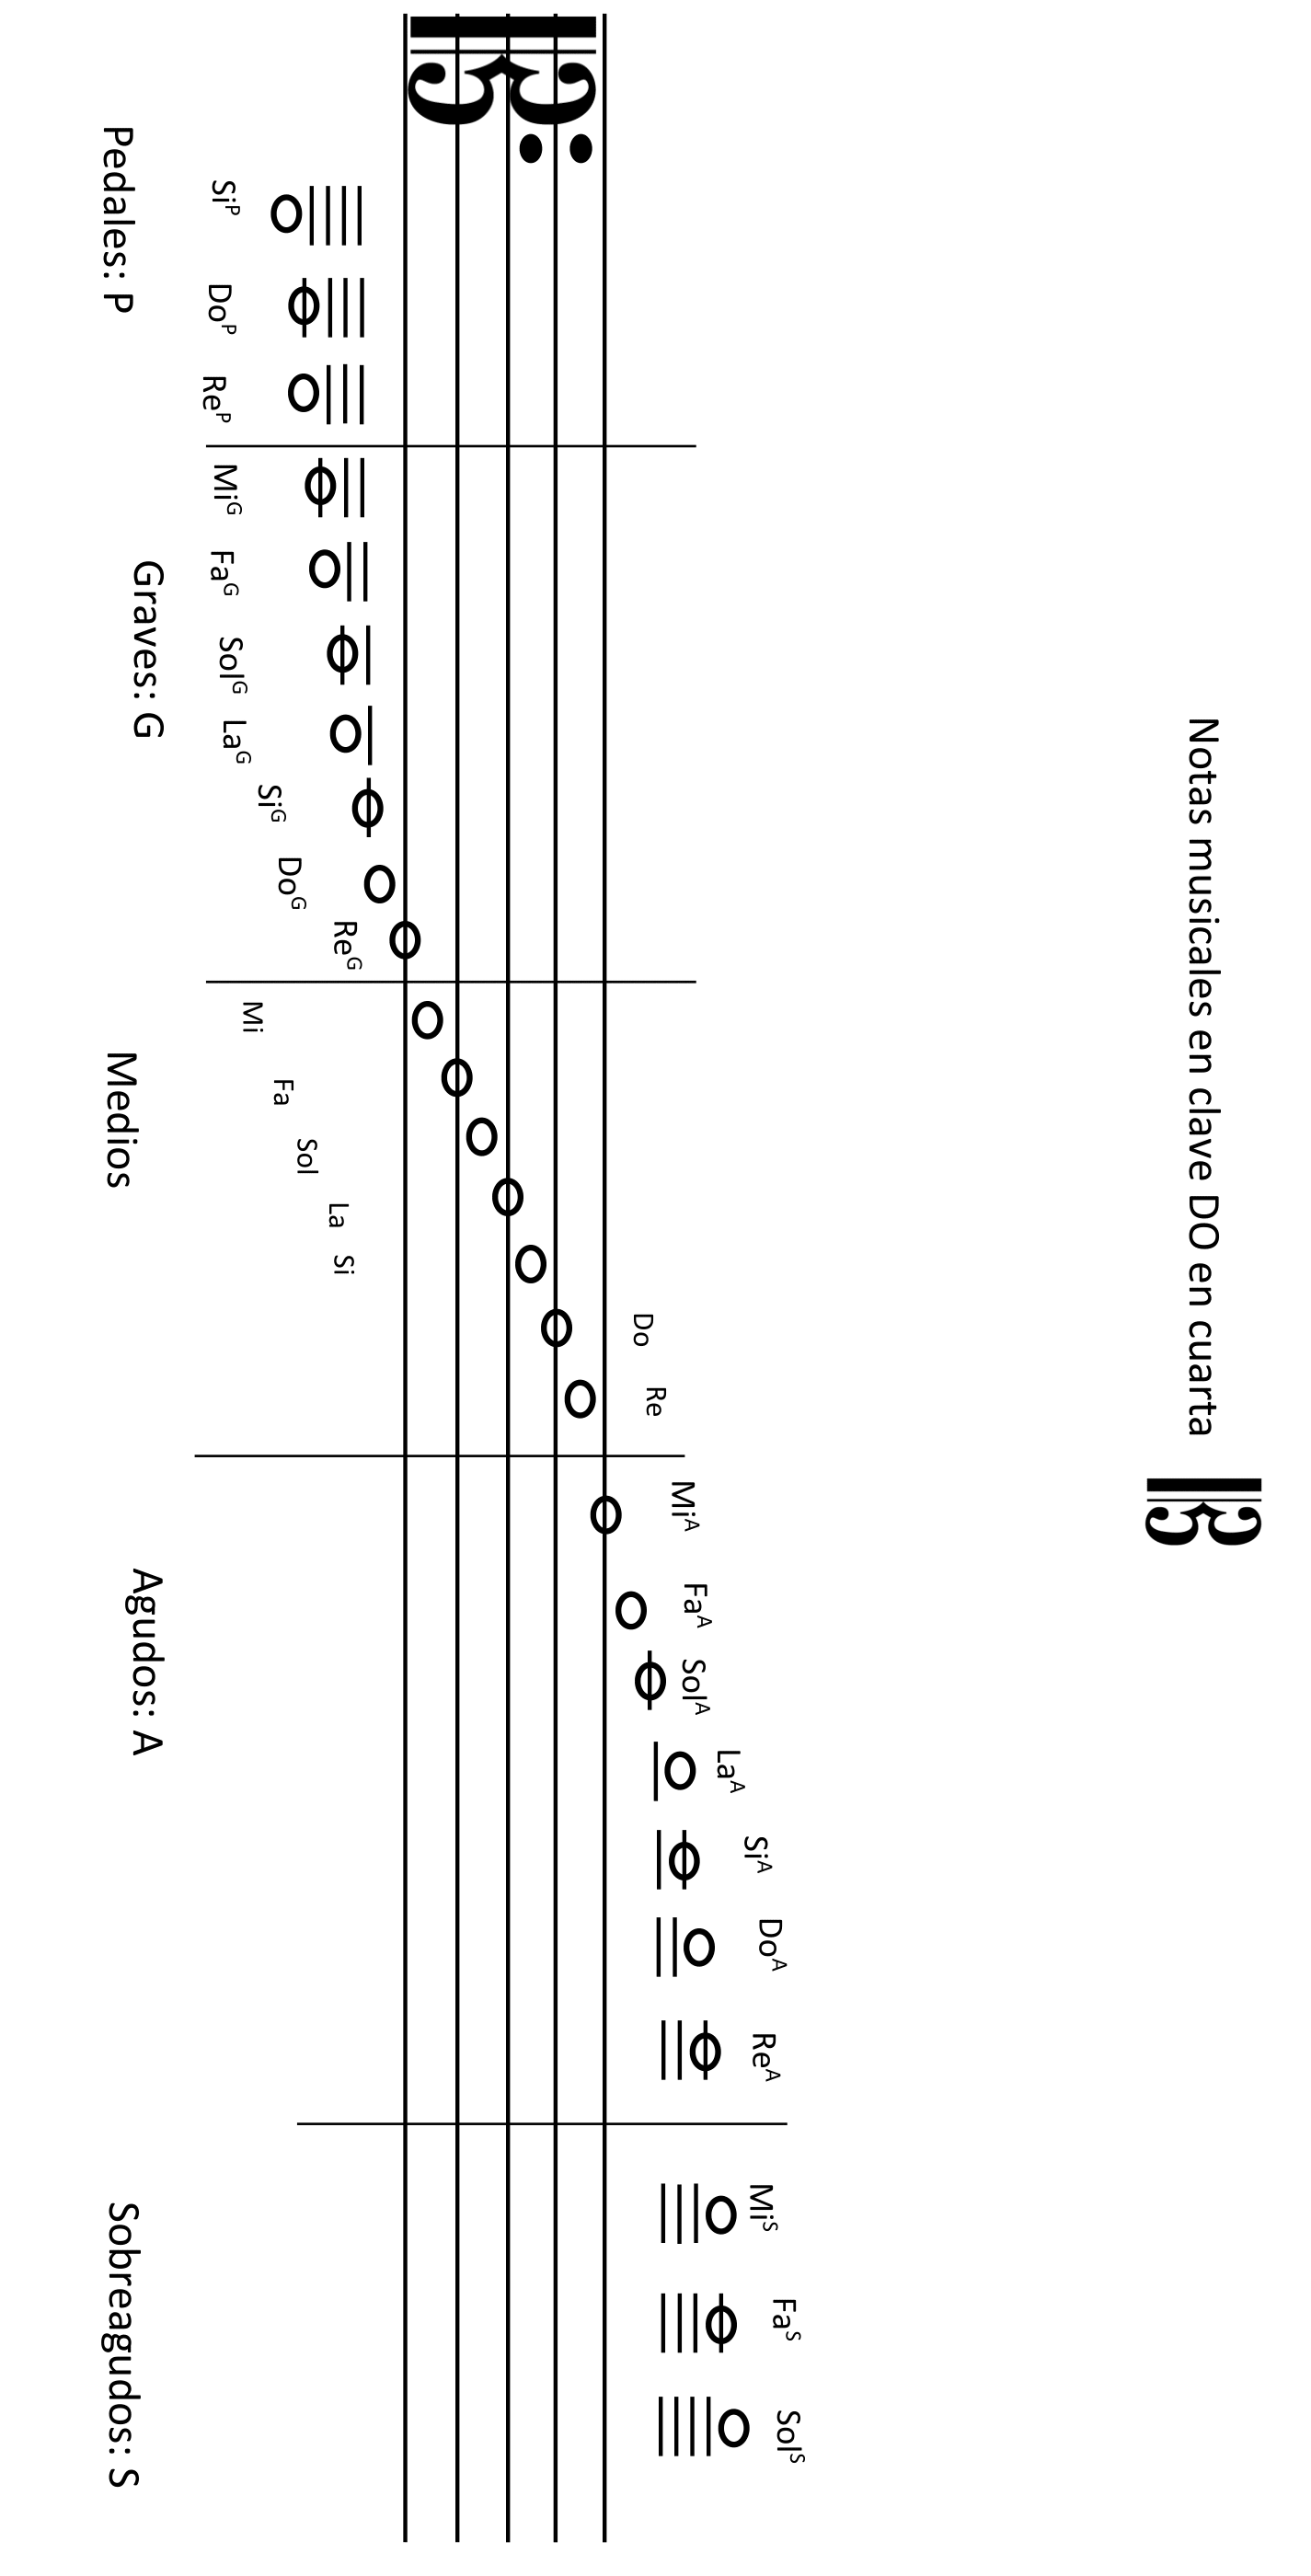 Notas musicales en clave DO en cuarta
Si^P
Do^P
Re^P
Mi^G
Fa^G
Sol^G
La^G
Si^G
Do^G
Re^G
Mi
Fa
Sol
La
Si
Do
Re
Mi^A
Fa^A
Sol^A
La^A
Si^A
Do^A
Re^A
Mi^S
Fa^S
Sol^S
Pedales: P
Graves: G
Medios
Agudos: A
Sobreagudos: S